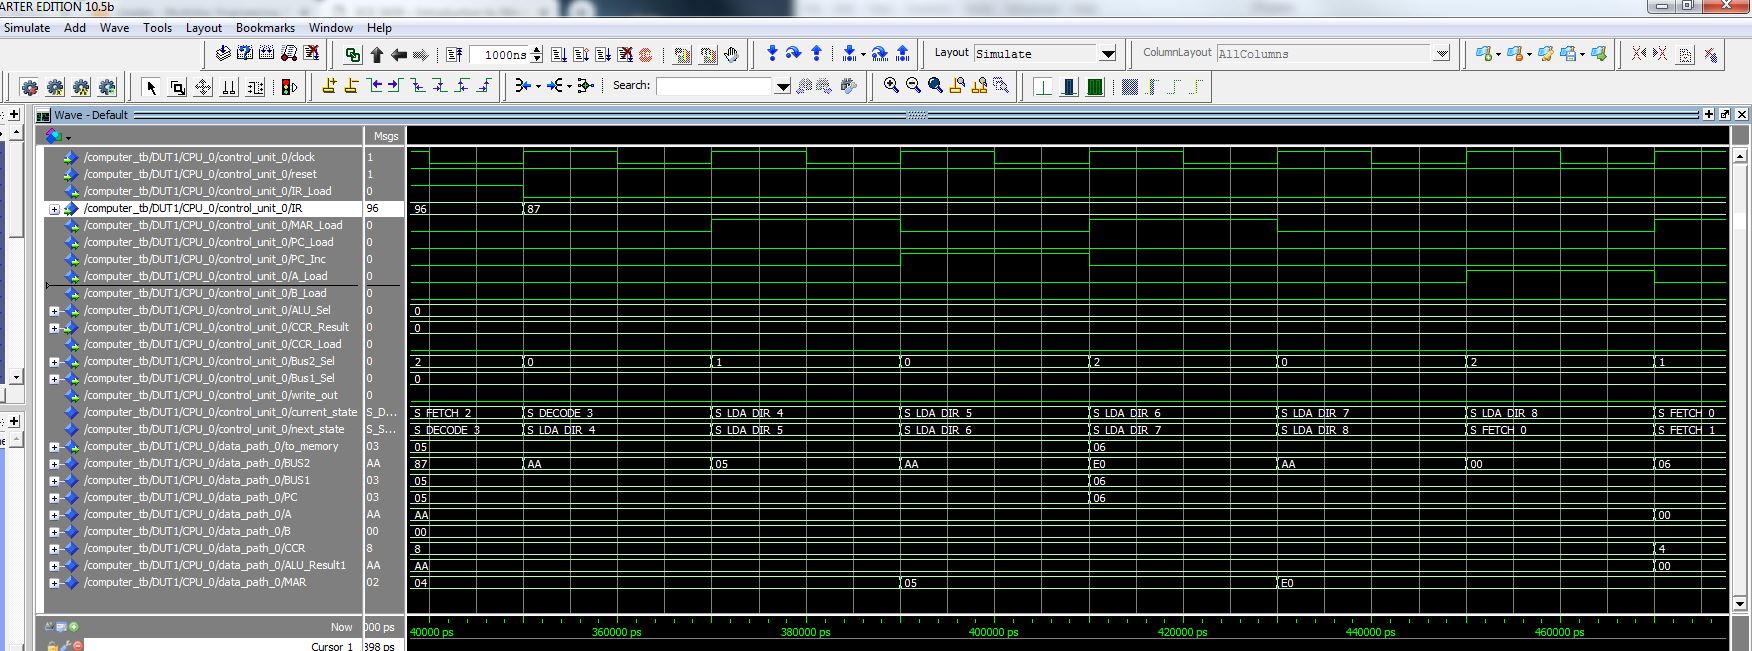 ARTER EDITION 10.5b
Simulate Add Wave Tools Layout Bookmarks Window Help
1000ns Layout Simulate ColumnLayout AllColumns
Search:
Wave - Default
Msgs
/computer_tb/DUT1/CPU_0/control_unit_0/clock 1
/computer_tb/DUT1/CPU_0/control_unit_0/reset 1
/computer_tb/DUT1/CPU_0/control_unit_0/IR_Load 0
/computer_tb/DUT1/CPU_0/control_unit_0/IR 96 96 87
/computer_tb/DUT1/CPU_0/control_unit_0/MAR_Load 0
/computer_tb/DUT1/CPU_0/control_unit_0/PC_Load 0
/computer_tb/DUT1/CPU_0/control_unit_0/PC_Inc 0
/computer_tb/DUT1/CPU_0/control_unit_0/A_Load 0
/computer_tb/DUT1/CPU_0/control_unit_0/B_Load 0
/computer_tb/DUT1/CPU_0/control_unit_0/ALU_Sel 0 0
/computer_tb/DUT1/CPU_0/control_unit_0/CCR_Result 0 0
/computer_tb/DUT1/CPU_0/control_unit_0/CCR_Load 0
/computer_tb/DUT1/CPU_0/control_unit_0/Bus2_Sel 0 2 0 1 0 2 0 2 1
/computer_tb/DUT1/CPU_0/control_unit_0/Bus1_Sel 0 0
/computer_tb/DUT1/CPU_0/control_unit_0/write_out 0
/computer_tb/DUT1/CPU_0/control_unit_0/current_state S_D... S_FETCH_2 S_DECODE_3 S_LDA_DIR_4 S_LDA_DIR_5 S_LDA_DIR_6 S_LDA_DIR_7 S_LDA_DIR_8 S_FETCH_0
/computer_tb/DUT1/CPU_0/control_unit_0/next_state S_S... S_DECODE_3 S_LDA_DIR_4 S_LDA_DIR_5 S_LDA_DIR_6 S_LDA_DIR_7 S_LDA_DIR_8 S_FETCH_0 S_FETCH_1
/computer_tb/DUT1/CPU_0/data_path_0/to_memory 03 05 06
/computer_tb/DUT1/CPU_0/data_path_0/BUS2 AA 87 AA 05 AA E0 AA 00 06
/computer_tb/DUT1/CPU_0/data_path_0/BUS1 03 05 06
/computer_tb/DUT1/CPU_0/data_path_0/PC 03 05 06
/computer_tb/DUT1/CPU_0/data_path_0/A AA AA 00
/computer_tb/DUT1/CPU_0/data_path_0/B 00 00
/computer_tb/DUT1/CPU_0/data_path_0/CCR 8 8 4
/computer_tb/DUT1/CPU_0/data_path_0/ALU_Result1 AA AA 00
/computer_tb/DUT1/CPU_0/data_path_0/MAR 02 04 05 E0
Now 000 ps 40000 ps 360000 ps 380000 ps 400000 ps 420000 ps 440000 ps 460000 ps
Cursor 1 398 ps